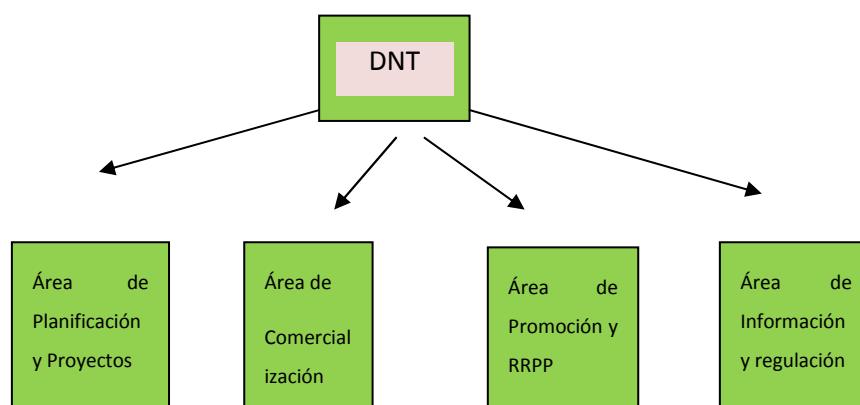 DNT
Área de
Planificación
y Proyectos
Área de
Comercial
ización
Área de
Promoción y
RRPP
Área de
Información
y regulación